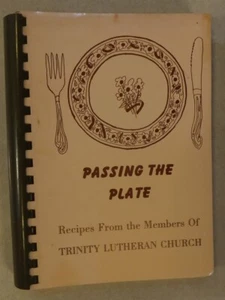 PASSING THE
PLATE
Recipes From the Members Of
TRINITY LUTHERAN CHURCH